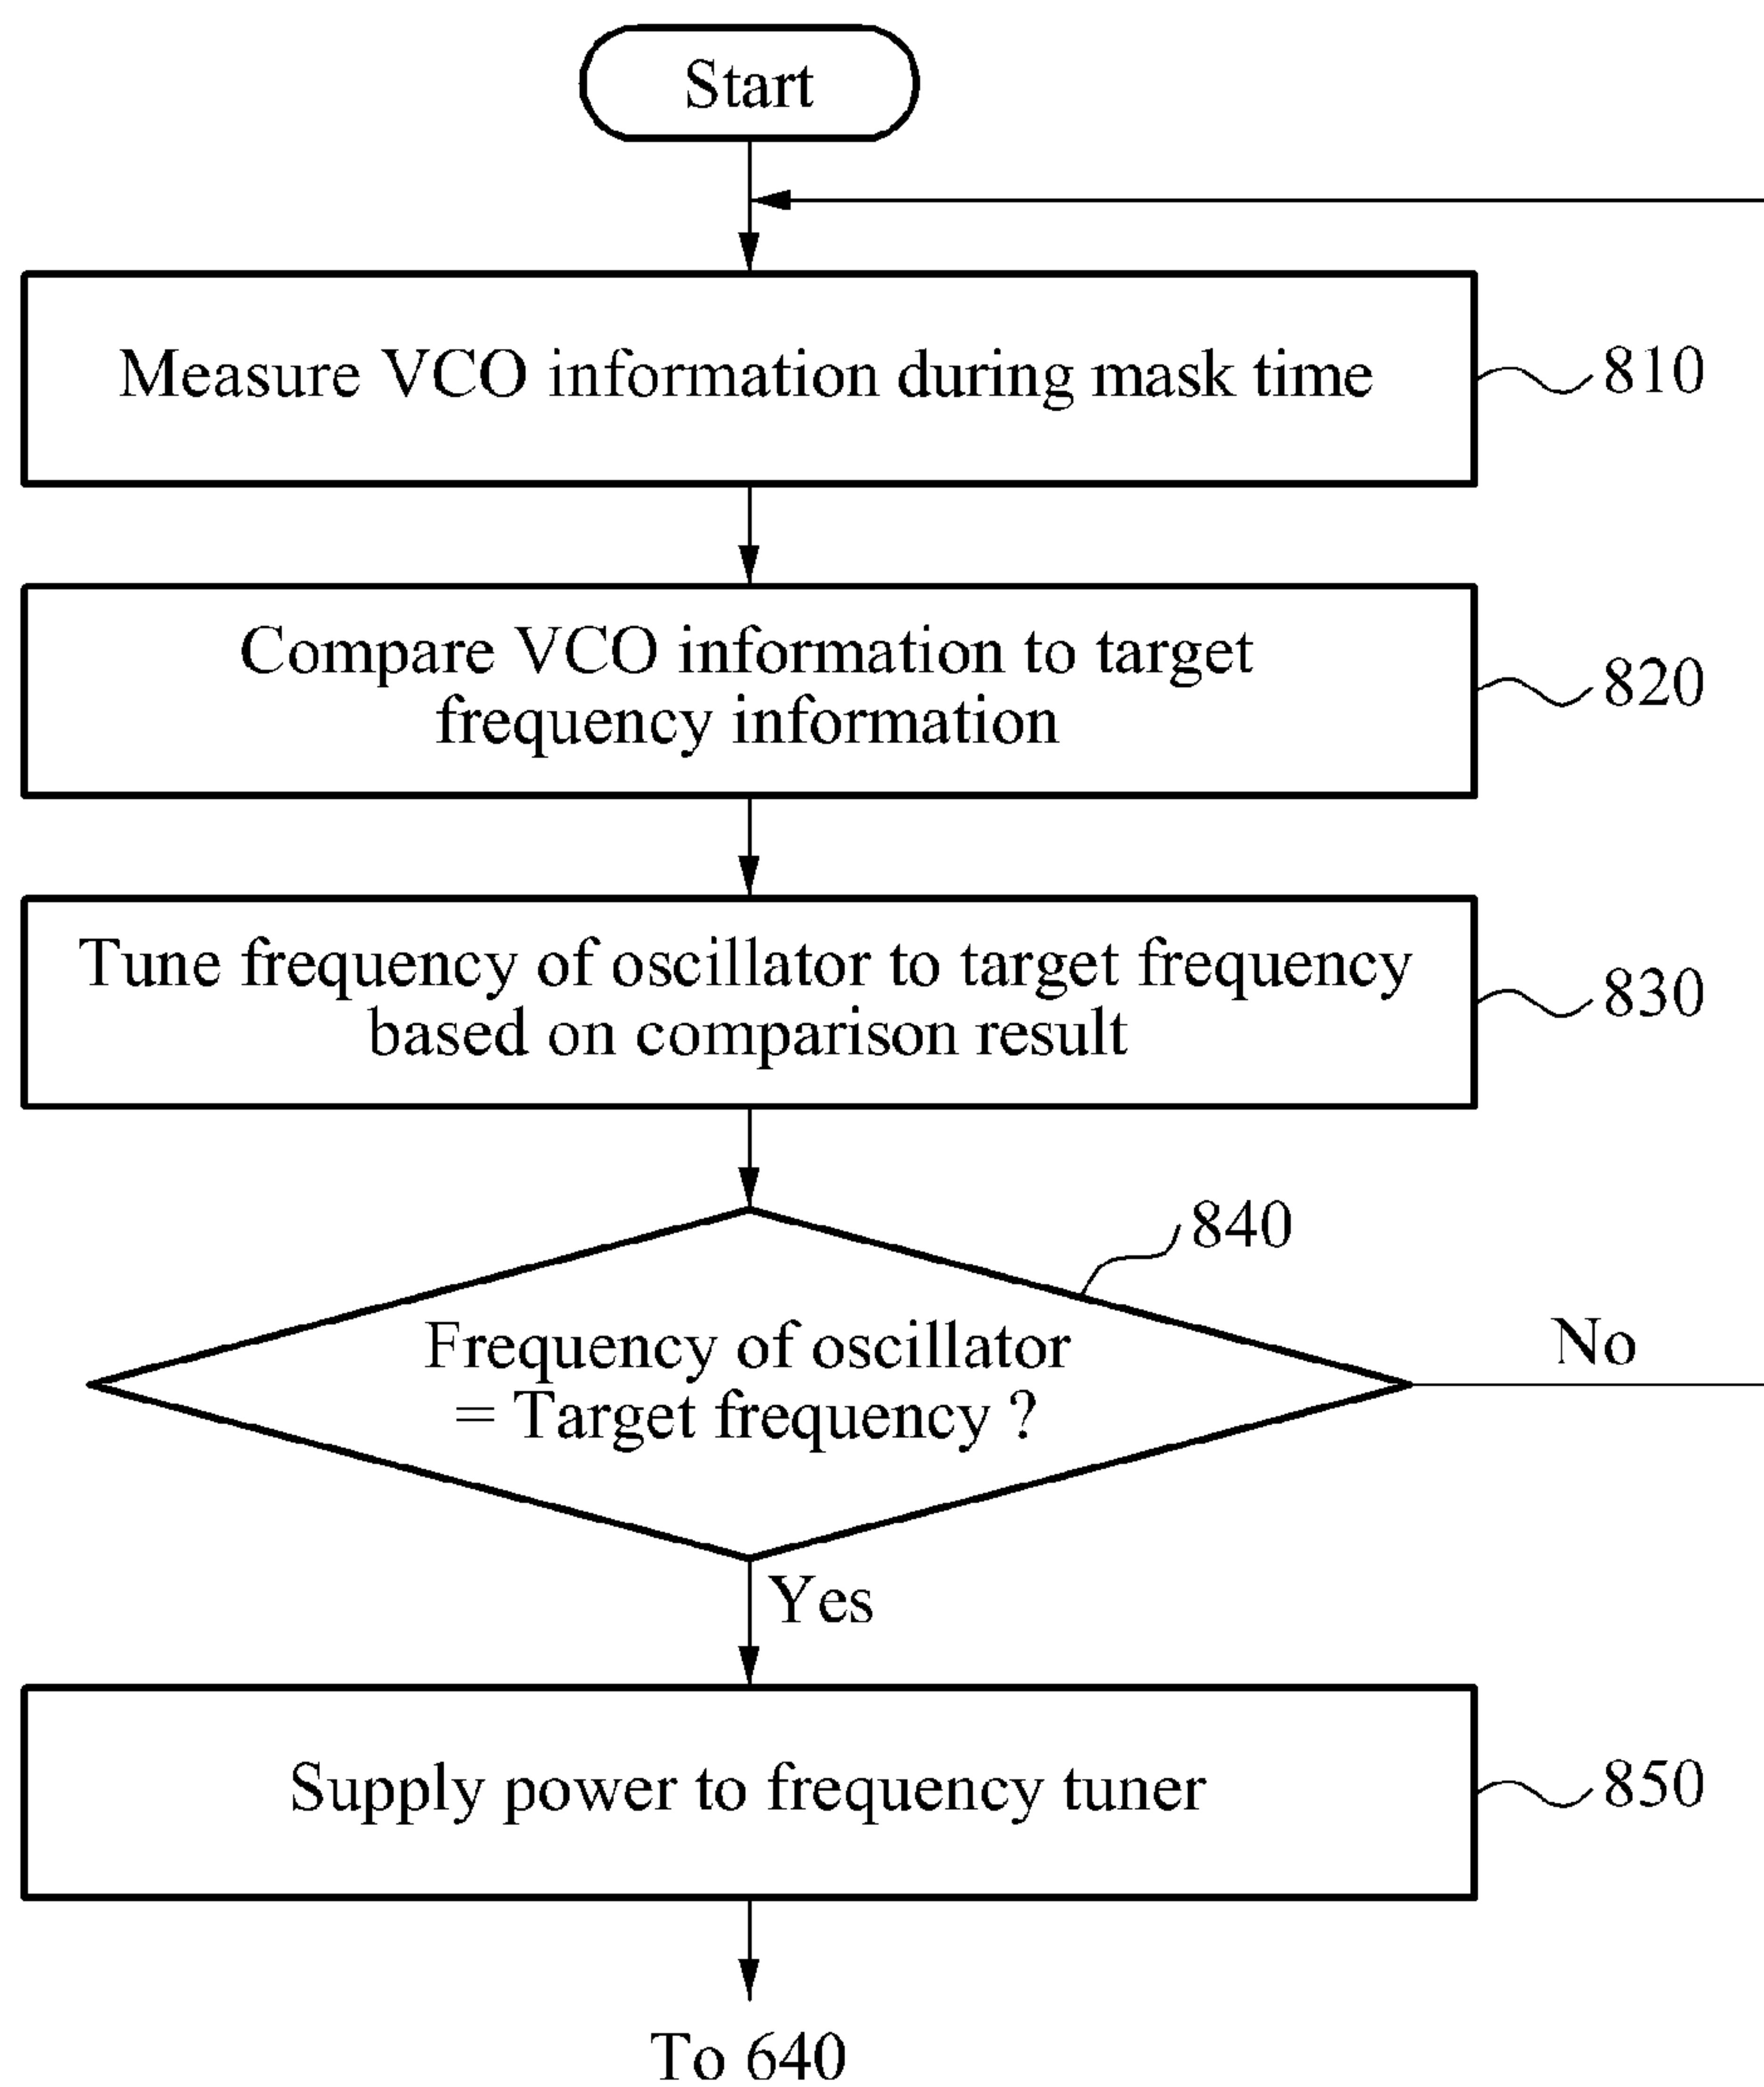 Start
Measure VCO information during mask time
810
Compare VCO information to target
frequency information
820
Tune frequency of oscillator to target frequency
based on comparison result
830
840
Frequency of oscillator
= Target frequency ?
No
Yes
Supply power to frequency tuner
850
To 640